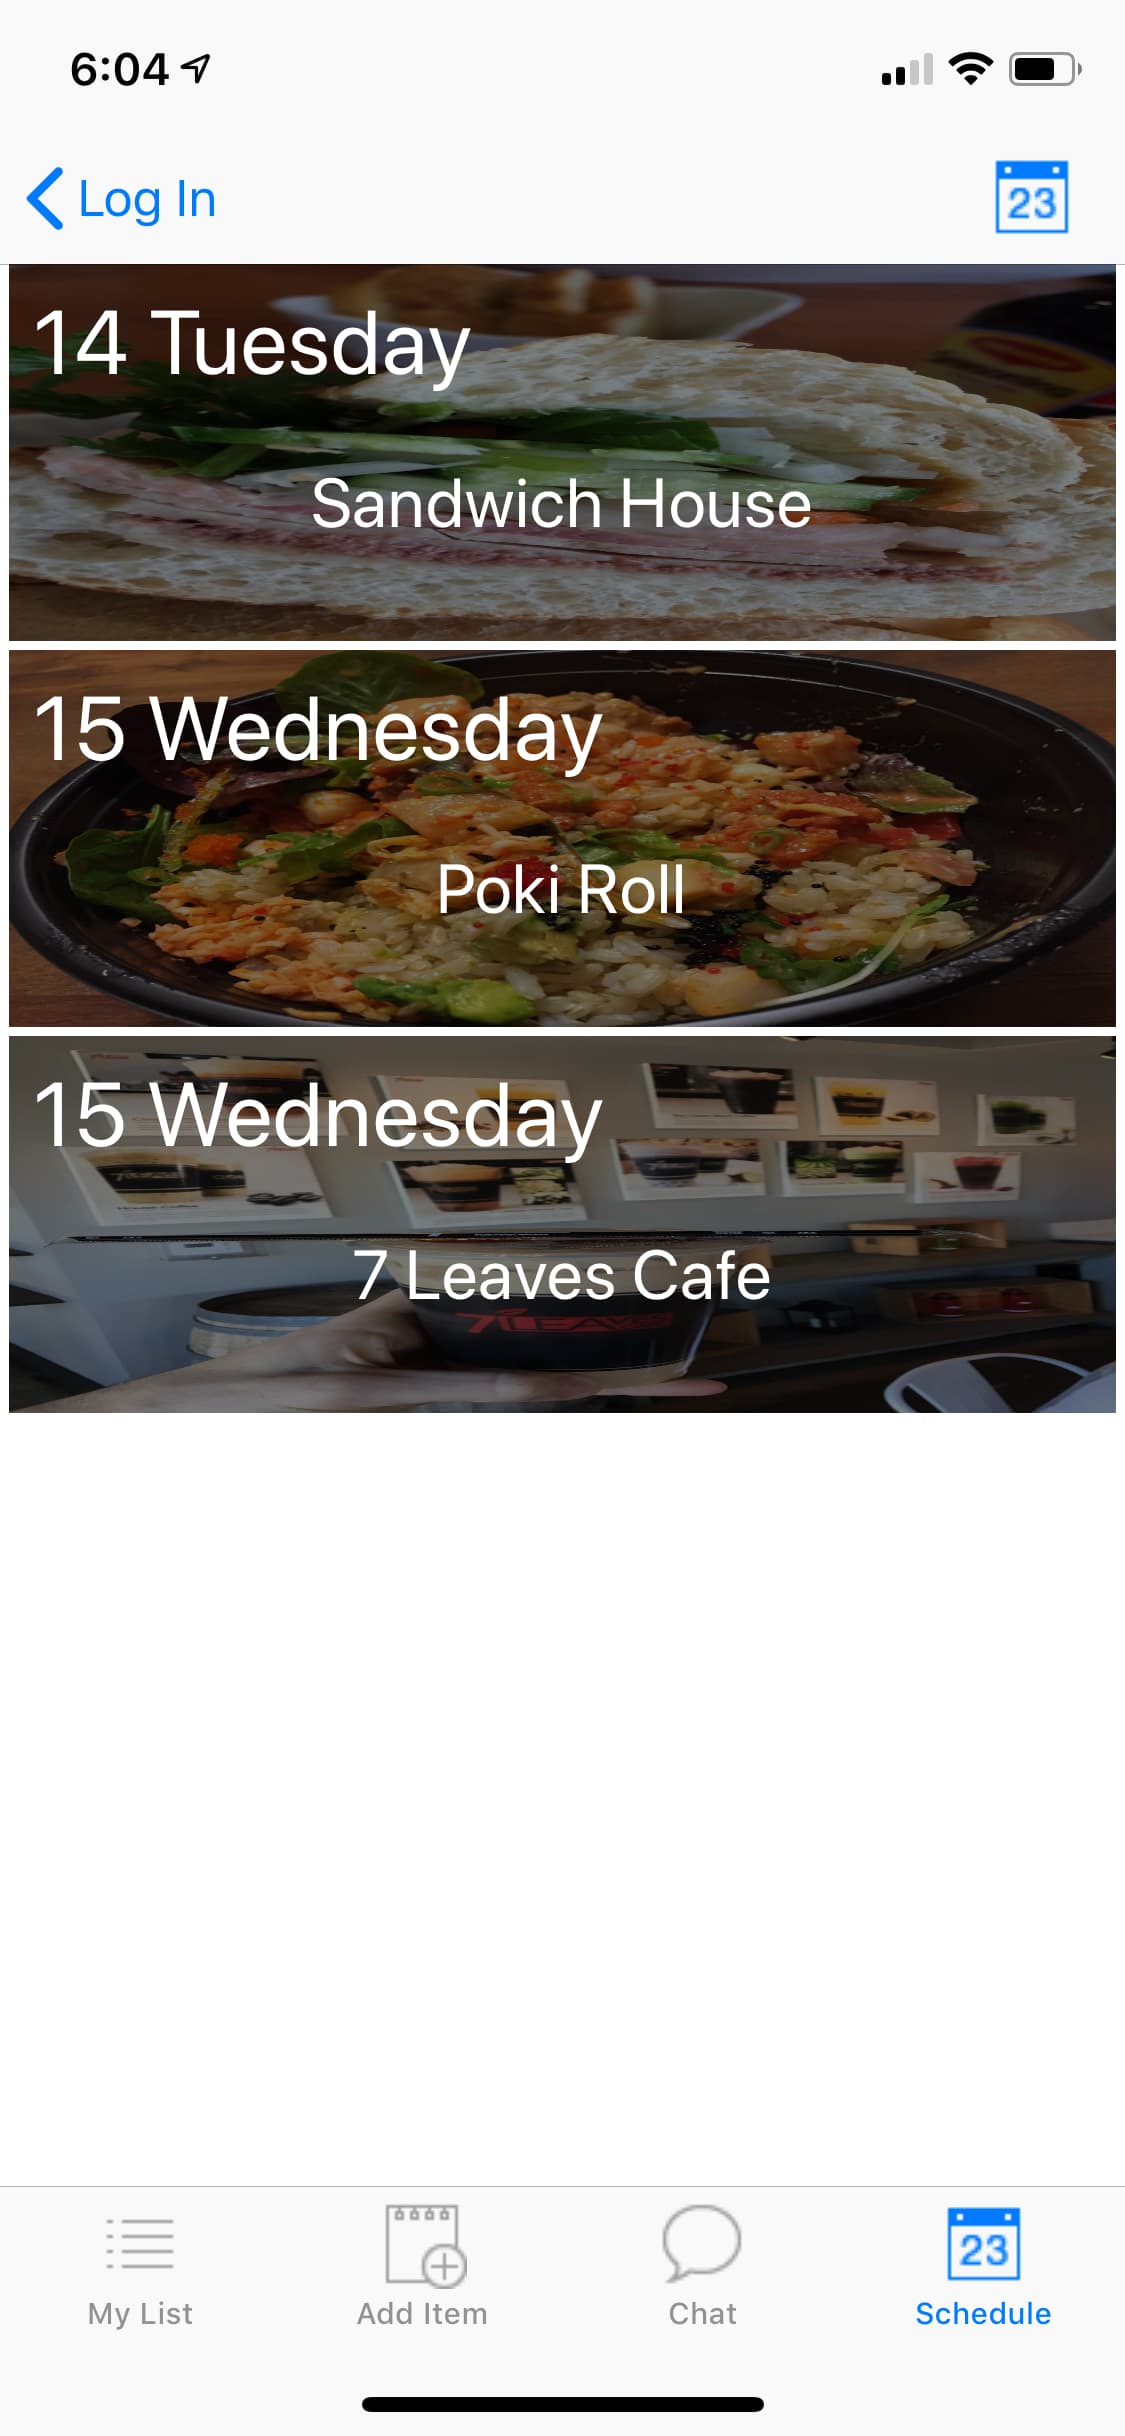 6:04
Log In
23
14 Tuesday
Sandwich House
15 Wednesday
Poki Roll
15 Wednesday
7 Leaves Cafe
7LEAVES
23
My List
Add Item
Chat
Schedule